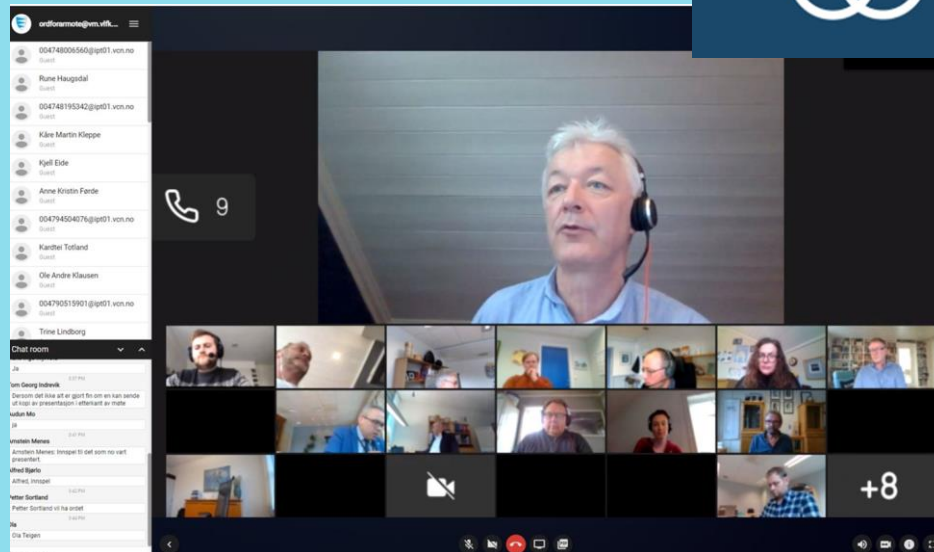 ordforarmote@vm.vlfk...
004748006560@ipt01.vcn.no
Guest
Rune Haugsdal
Guest
004748195342@ipt01.vcn.no
Guest
Kåre Martin Kleppe
Guest
Kjell Eide
Guest
Anne Kristin Førde
Guest
004794504076@ipt01.vcn.no
Guest
Kardtei Totland
Guest
Ole Andre Klausen
Guest
004790515901@ipt01.vcn.no
Guest
Trine Lindborg
Chat room
Ja
Tom Georg Indrevik
Dersom det ikke alt er gjort fin om en kan sende
ut kopi av presentasjon i etterkant av møte
Audun Mo
ja
Arnstein Menes
Arnstein Menes: Innspel til det som no vart
presentert.
Alfred Bjørlo
Alfred, innspel
Petter Sortland
Petter Sortland vil ha ordet
Ola
Ola Teigen
9
+8